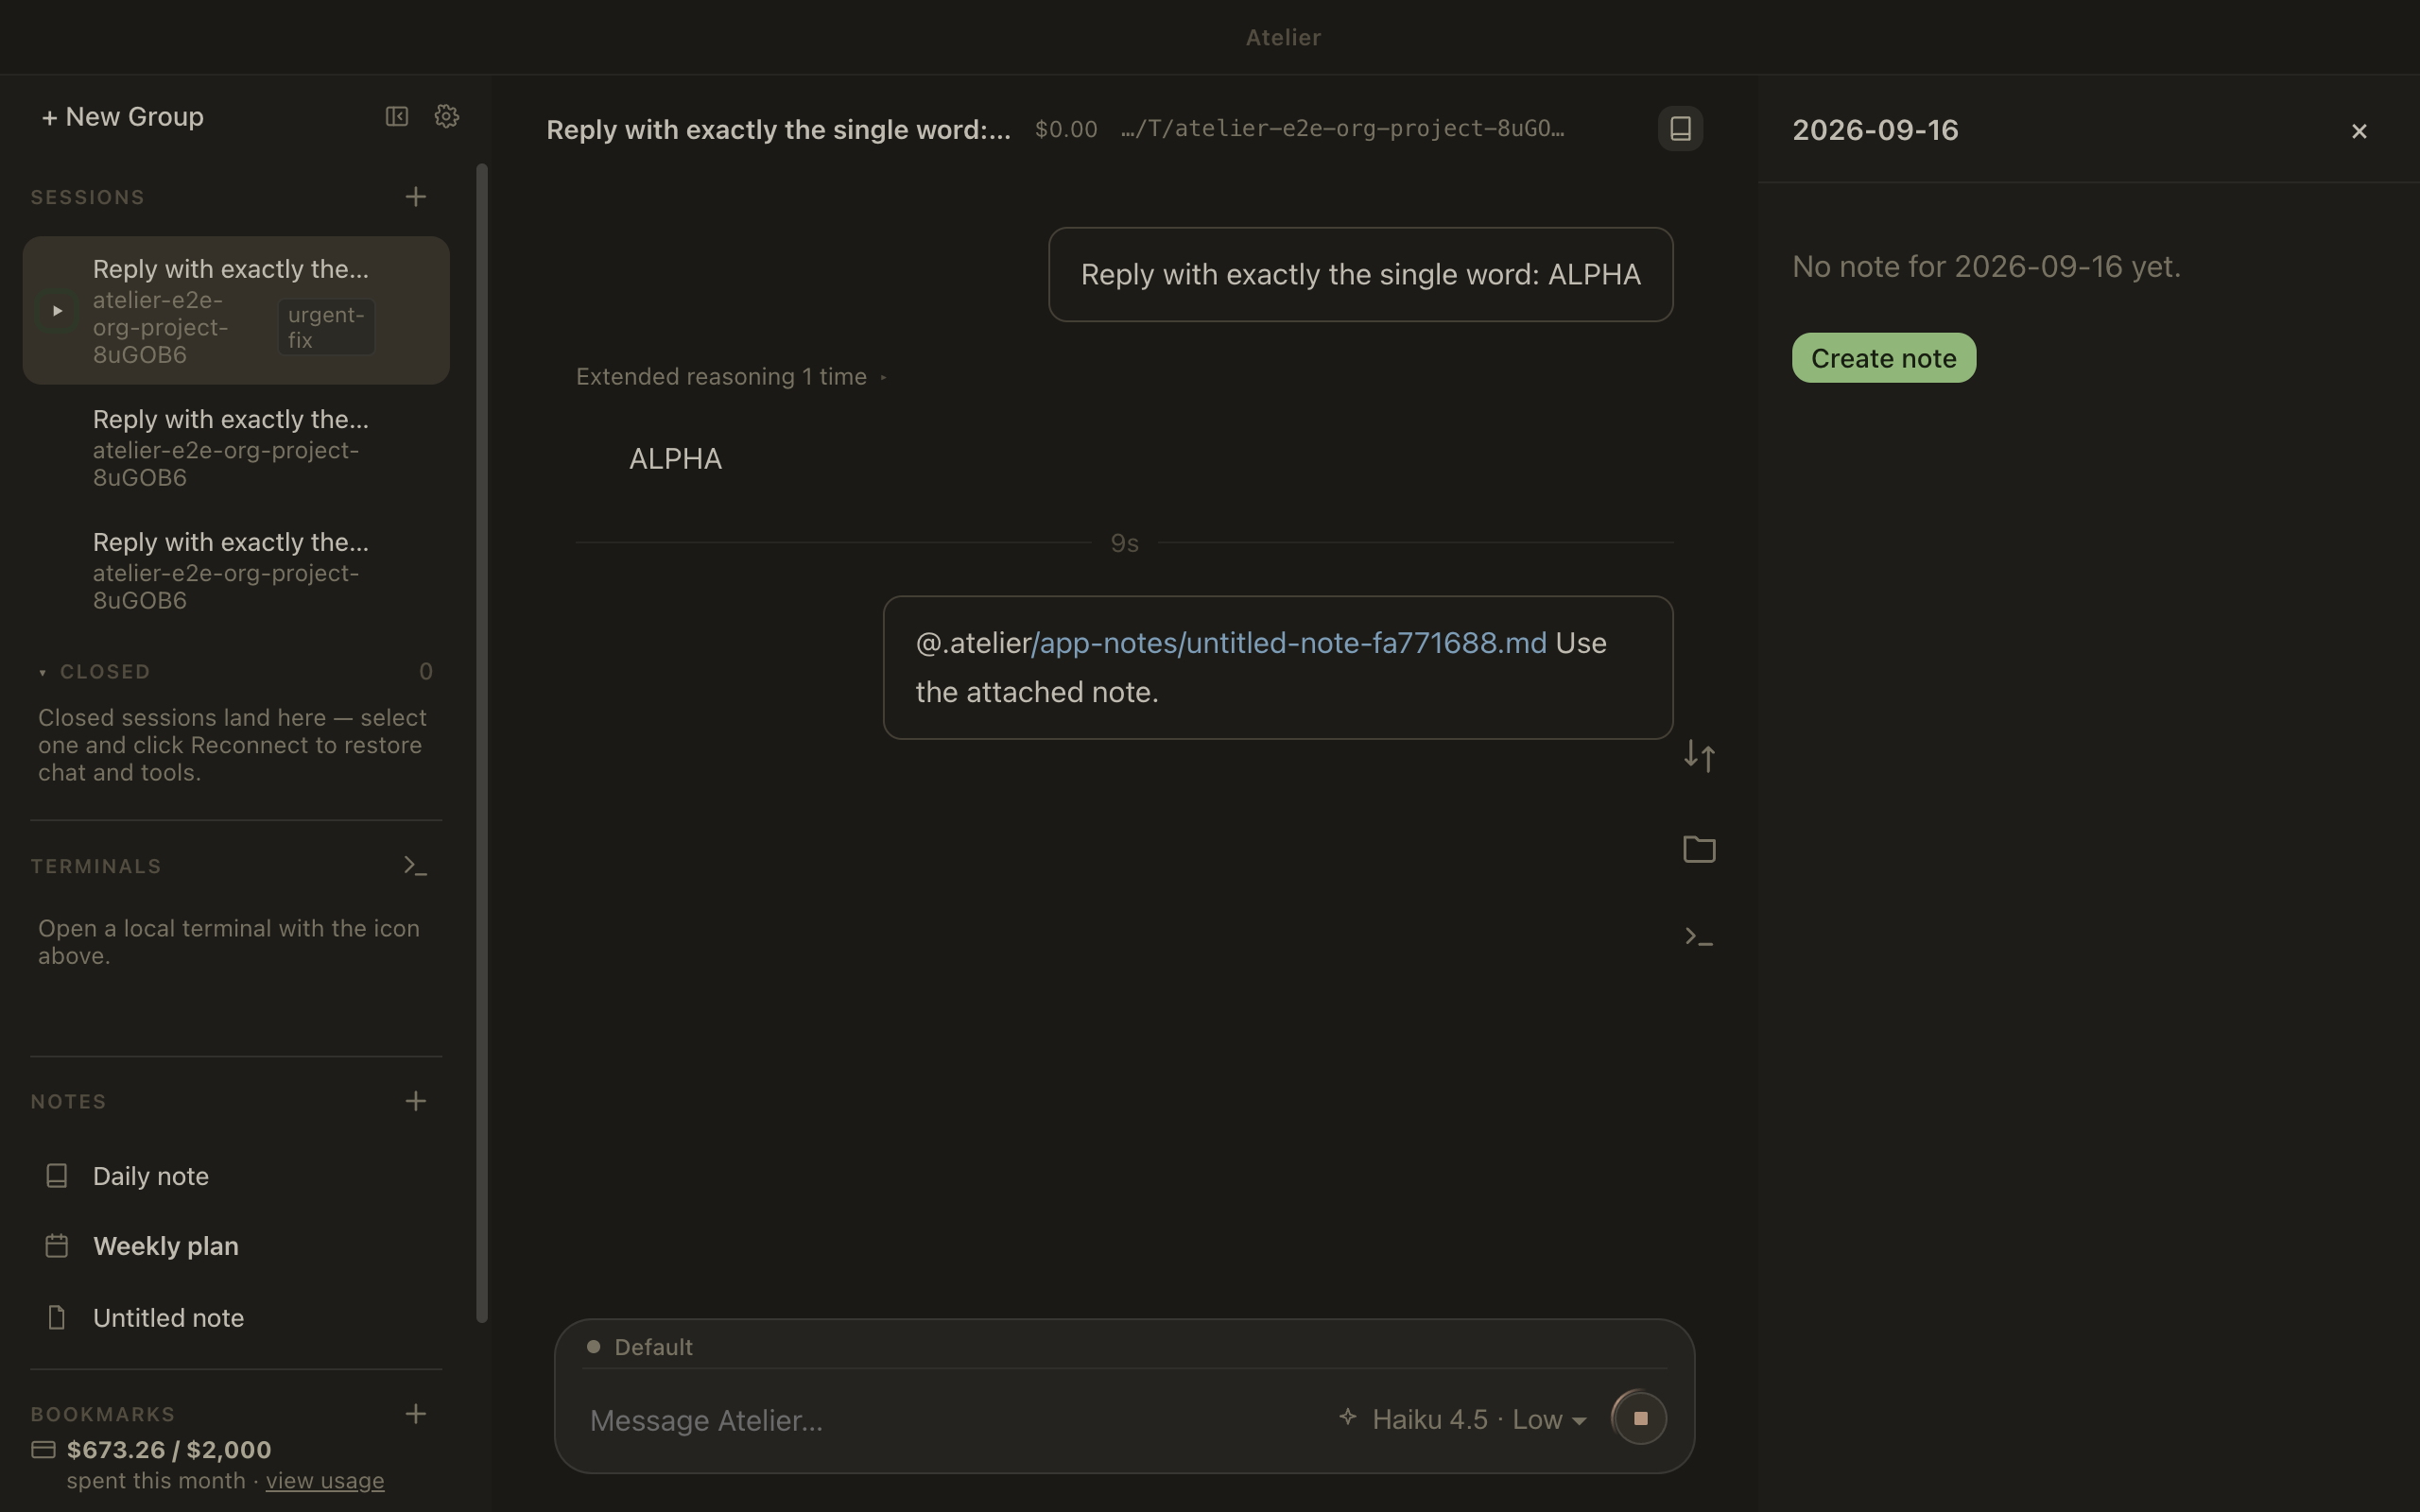 Atelier
+ New Group
SESSIONS
Reply with exactly the...
atelier-e2e-
org-project-
8uGOB6
urgent-
fix
Reply with exactly the...
atelier-e2e-org-project-
8uGOB6
Reply with exactly the...
atelier-e2e-org-project-
8uGOB6
CLOSED 0
Closed sessions land here — select
one and click Reconnect to restore
chat and tools.
TERMINALS
Open a local terminal with the icon
above.
NOTES
Daily note
Weekly plan
Untitled note
BOOKMARKS
$673.26 / $2,000
spent this month · view usage
Reply with exactly the single word:... $0.00 …/T/atelier-e2e-org-project-8uGO…
Reply with exactly the single word: ALPHA
Extended reasoning 1 time
ALPHA
9s
@.atelier/app-notes/untitled-note-fa771688.md Use
the attached note.
Default
Message Atelier...
Haiku 4.5 · Low
2026-09-16
No note for 2026-09-16 yet.
Create note